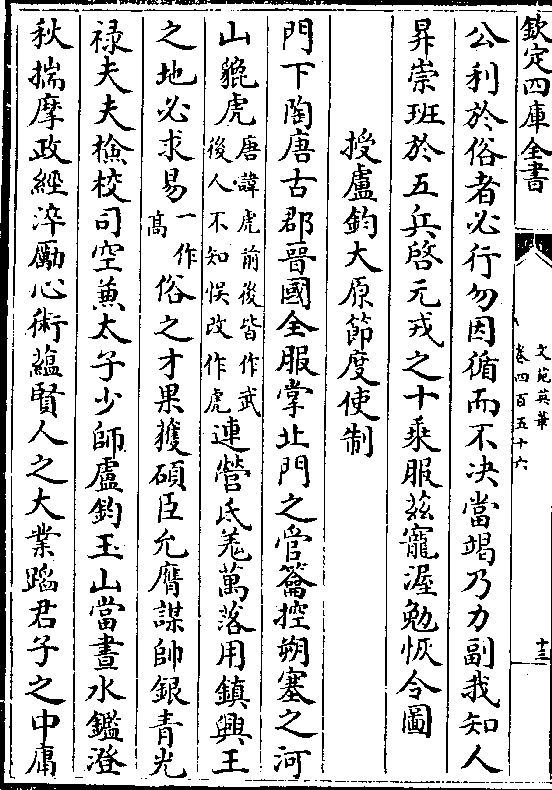 欽定四庫全書
文苑英華
卷四百五十六
十三
公利於俗者必行勿因循而不决當竭乃力副我知人
昇崇班於五兵啓元戎之十乘服茲寵渥勉恢令圖
授盧鈞大原節度使制
門下陶唐古郡晉國全服掌北門之管籥控朔塞之河
山貔虎唐諱虎前後皆作武後人不知悮改作虎連營氐羗萬落用鎮興王
之地必求易一作高俗之才果獲碩臣允膺謀帥銀青光
禄夫夫檢校司空兼太子少師盧鈞玉山當晝水鑑澄
秋揣摩政經淬勵心術藴賢人之大業蹈君子之中庸